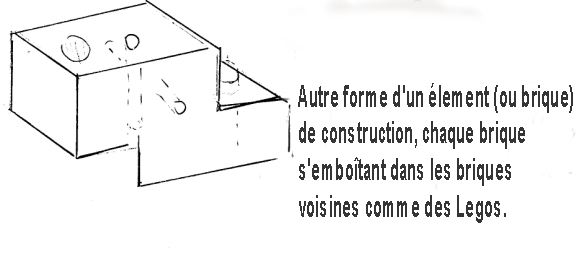 Autre forme d'un élement (ou brique)
de construction, chaque brique
s'emboîtant dans les briques
voisines comme des Legos.